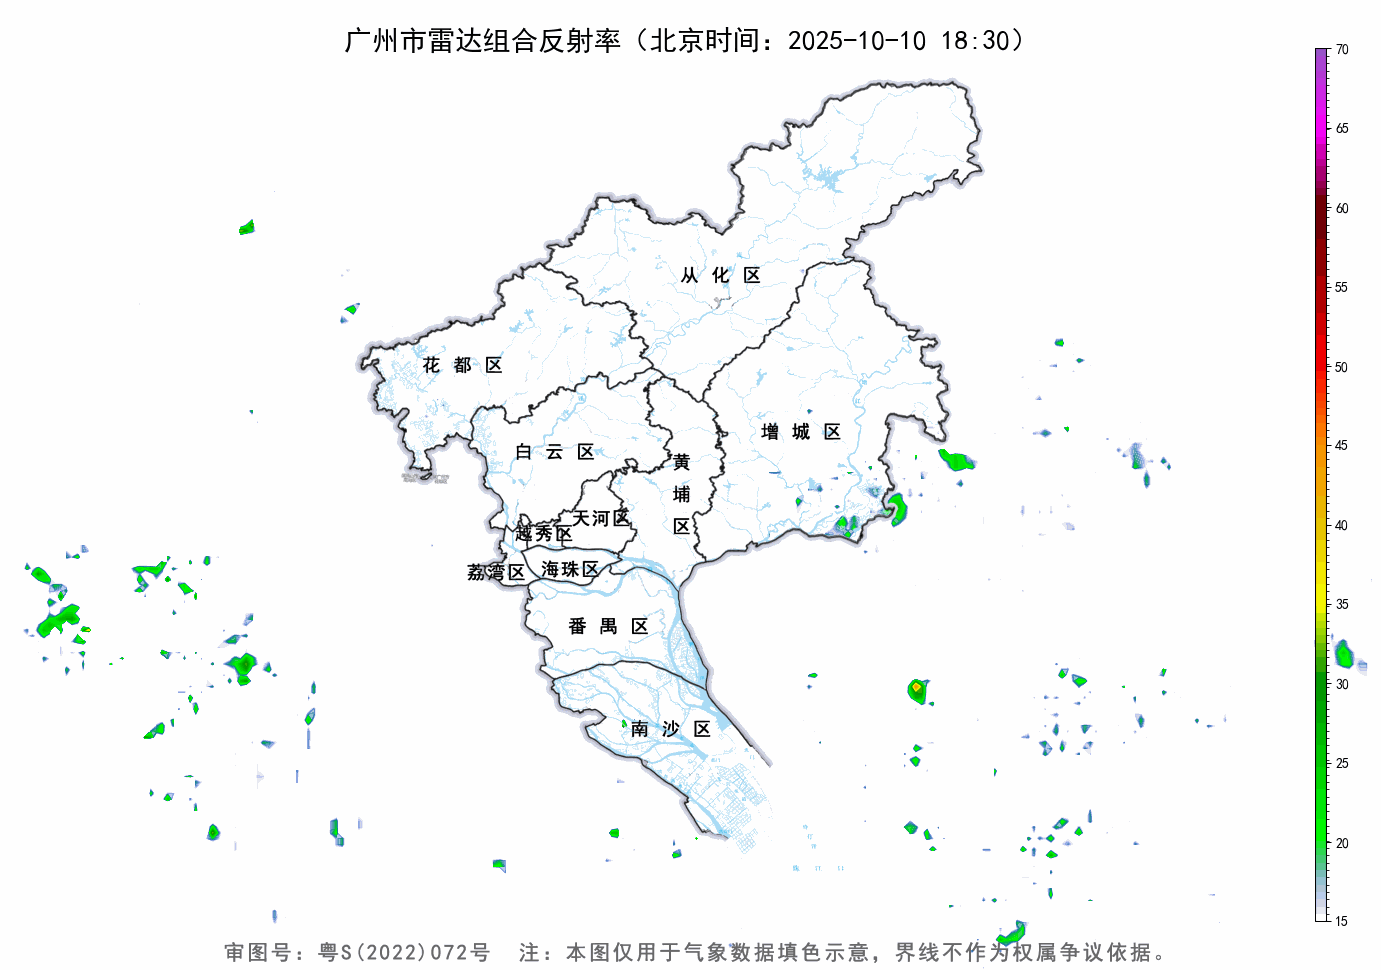 广州市雷达组合反射率（北京时间：2025-10-10 18:30）
70
65
60
55
50
45
40
35
30
25
20
15
从化区
花都区
增城区
白云区
黄埔区
天河区
越秀区
荔湾区
海珠区
番禺区
南沙区
审图号：粤S(2022)072号 注：本图仅用于气象数据填色示意，界线不作为权属争议依据。